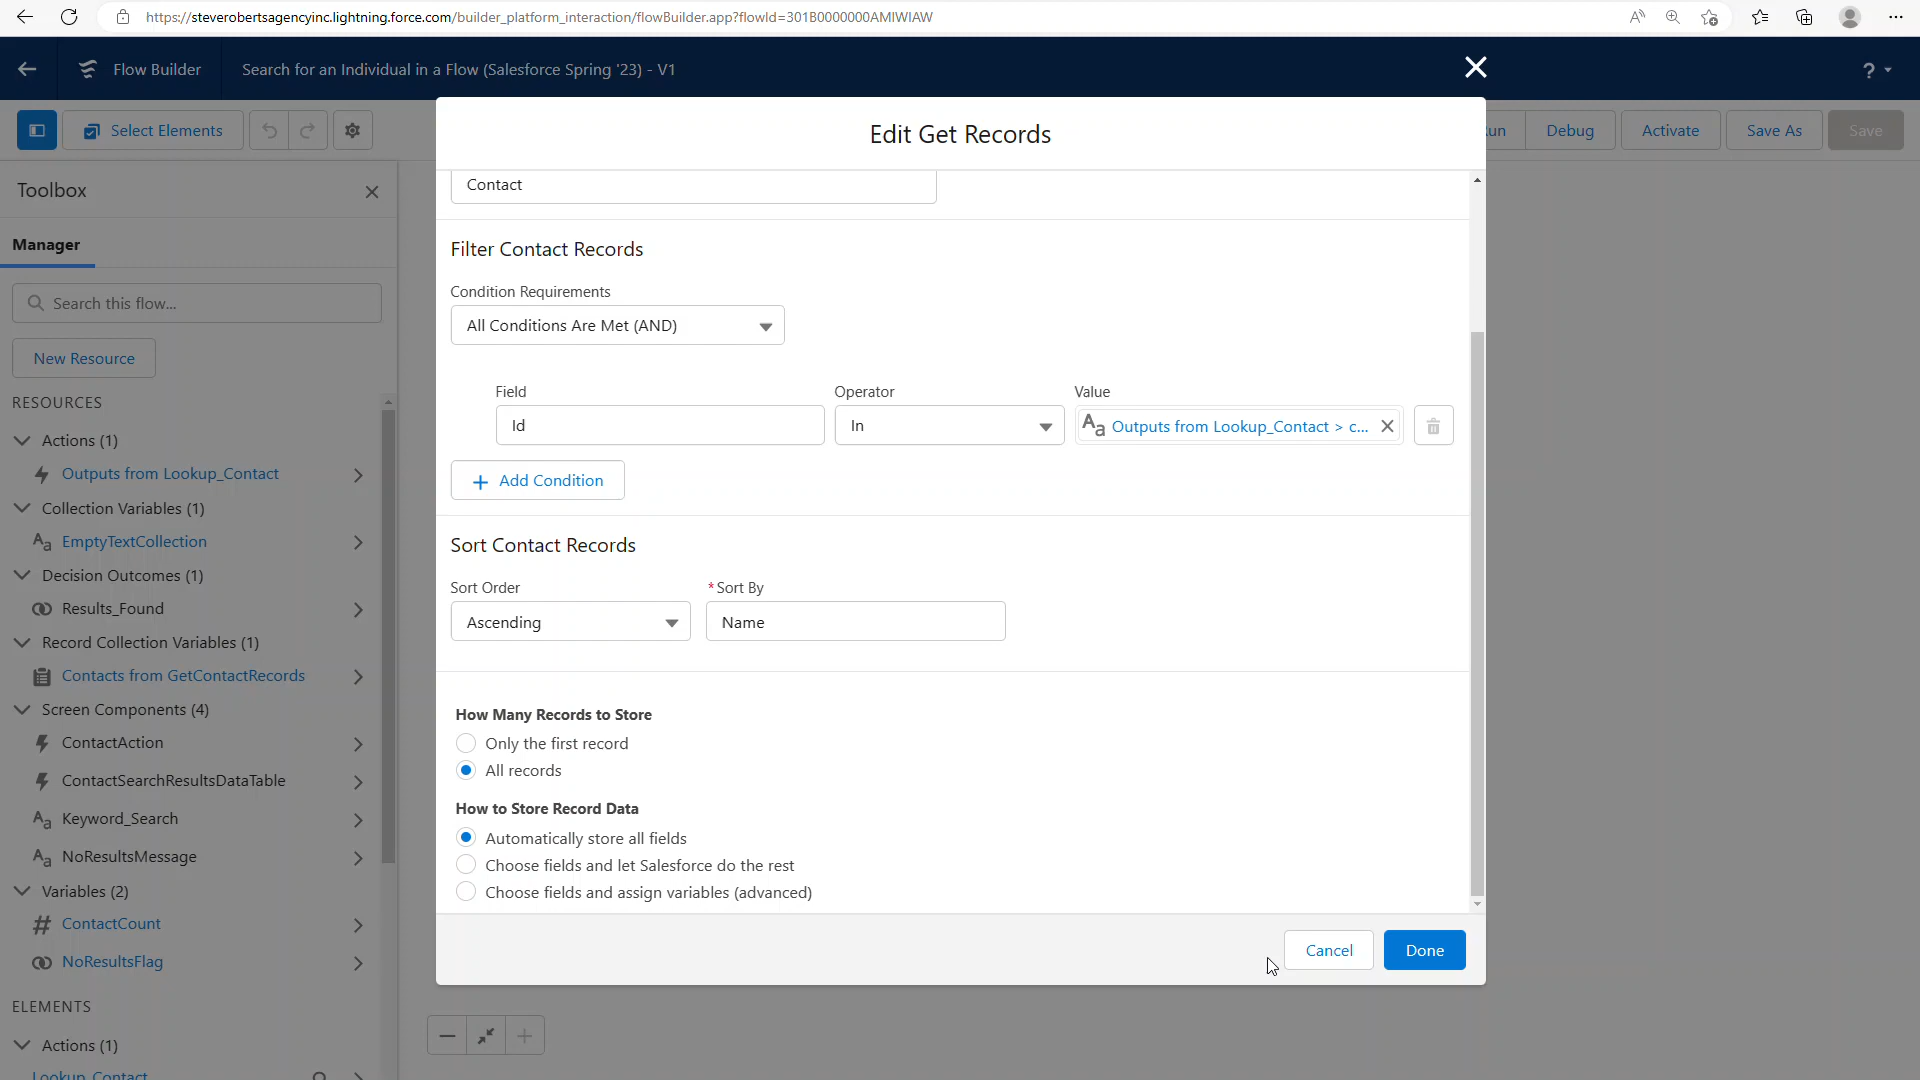 https://steverobertsagencyinc.lightning.force.com/builder_platform_interaction/flowBuilder.app?flowId=301B0000000AMIWIAW
Flow Builder
Search for an Individual in a Flow (Salesforce Spring '23) - V1
?
Select Elements
Edit Get Records
Debug
Activate
Save As
Save
Toolbox
Manager
Search this flow...
New Resource
RESOURCES
Actions (1)
Outputs from Lookup_Contact
Collection Variables (1)
Aa EmptyTextCollection
Decision Outcomes (1)
Results_Found
Record Collection Variables (1)
Contacts from GetContactRecords
Screen Components (4)
ContactAction
ContactSearchResultsDataTable
Aa Keyword_Search
Aa NoResultsMessage
Variables (2)
# ContactCount
NoResultsFlag
ELEMENTS
Actions (1)
Lookup_Contact
Contact
Filter Contact Records
Condition Requirements
All Conditions Are Met (AND)
Field Operator Value
Id In Aa Outputs from Lookup_Contact > c...
+ Add Condition
Sort Contact Records
Sort Order * Sort By
Ascending Name
How Many Records to Store
Only the first record
All records
How to Store Record Data
Automatically store all fields
Choose fields and let Salesforce do the rest
Choose fields and assign variables (advanced)
Cancel
Done